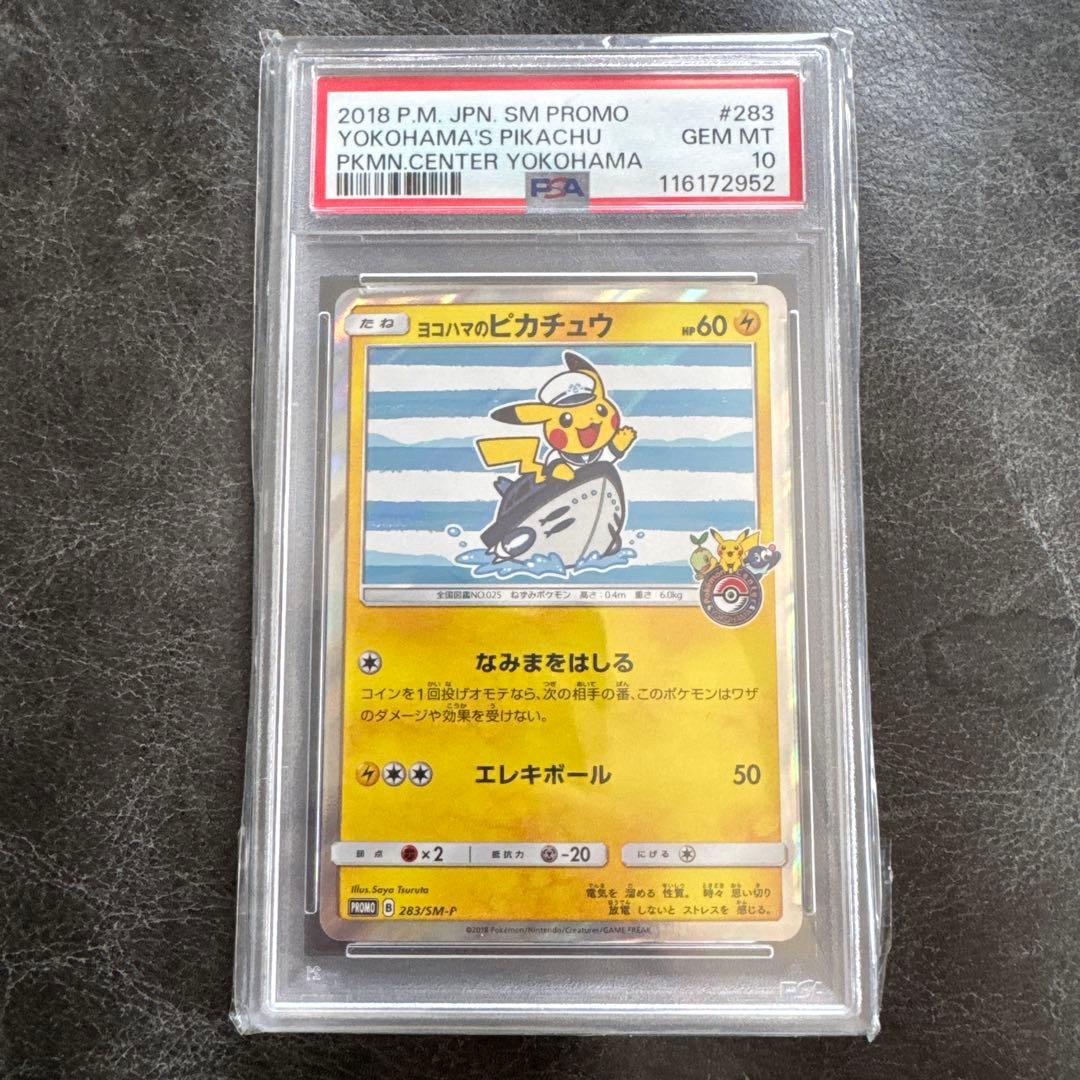 2018 P.M. JPN. SM PROMO #283
YOKOHAMA'S PIKACHU GEM MT
PKMN.CENTER YOKOHAMA 10
PSA 116172952
たね ヨコハマのピカチュウ HP60
全国図鑑NO.025 ねずみポケモン 高さ:0.4m 重さ:6.0kg
なみまをはしる
コインを1回投げオモテなら、次の相手の番、このポケモンはワザ
のダメージや効果を受けない。
エレキボール 50
弱点 ×2 抵抗力 -20 にげる
Illus.Saya Tsuruta
電気を 溜める 性質。 時々 思い切り
放電 しないと ストレスを 感じる。
PROMO B 283/SM-P
©2018 Pokémon/Nintendo/Creatures/GAME FREAK
PSA